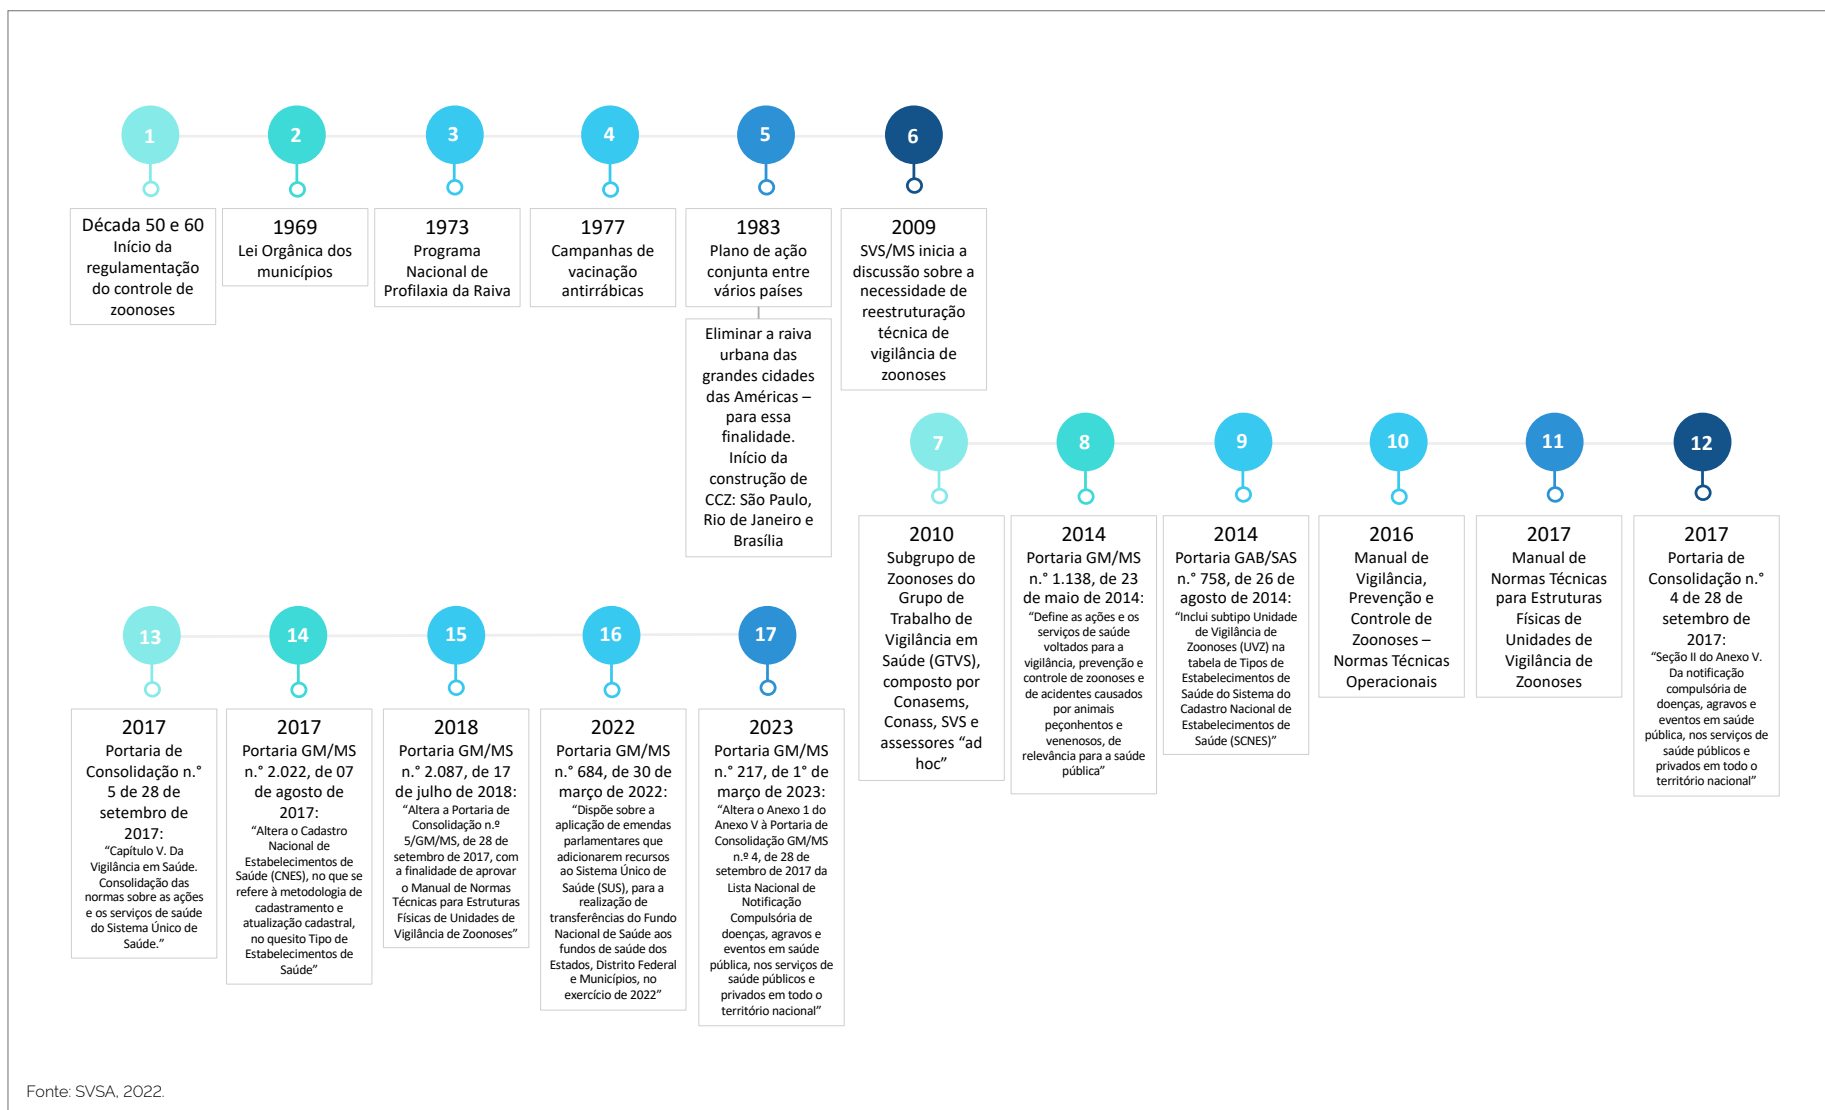 1
Década 50 e 60
Início da
regulamentação
do controle de
zoonoses
2
1969
Lei Orgânica dos
municípios
3
1973
Programa
Nacional de
Profilaxia da Raiva
4
1977
Campanhas de
vacinação
antirrábicas
5
1983
Plano de ação
conjunta entre
vários países
Eliminar a raiva
urbana das
grandes cidades
das Américas –
para essa
finalidade.
Início da
construção de
CCZ: São Paulo,
Rio de Janeiro e
Brasília
6
2009
SVS/MS inicia a
discussão sobre a
necessidade de
reestruturação
técnica de
vigilância de
zoonoses
7
2010
Subgrupo de
Zoonoses do
Grupo de
Trabalho de
Vigilância em
Saúde (GTVS),
composto por
Conasems,
Conass, SVS e
assessores “ad
hoc”
8
2014
Portaria GM/MS
n.° 1.138, de 23
de maio de 2014:
“Define as ações e os
serviços de saúde
voltados para a
vigilância, prevenção e
controle de zoonoses e
de acidentes causados
por animais
peçonhentos e
venenosos, de
relevância para a saúde
pública”
9
2014
Portaria GAB/SAS
n.° 758, de 26 de
agosto de 2014:
“Inclui subtipo Unidade
de Vigilância de
Zoonoses (UVZ) na
tabela de Tipos de
Estabelecimentos de
Saúde do Sistema do
Cadastro Nacional de
Estabelecimentos de
Saúde (SCNES)”
10
2016
Manual de
Vigilância,
Prevenção e
Controle de
Zoonoses –
Normas Técnicas
Operacionais
11
2017
Manual de
Normas Técnicas
para Estruturas
Físicas de
Unidades de
Vigilância de
Zoonoses
12
2017
Portaria de
Consolidação n.°
4 de 28 de
setembro de
2017:
“Seção II do Anexo V.
Da notificação
compulsória de
doenças, agravos e
eventos em saúde
pública, nos serviços de
saúde públicos e
privados em todo o
território nacional”
13
2017
Portaria de
Consolidação n.°
5 de 28 de
setembro de
2017:
“Capítulo V. Da
Vigilância em Saúde.
Consolidação das
normas sobre as ações
e os serviços de saúde
do Sistema Único de
Saúde.”
14
2017
Portaria GM/MS
n.° 2.022, de 07
de agosto de
2017:
“Altera o Cadastro
Nacional de
Estabelecimentos de
Saúde (CNES), no que se
refere à metodologia de
cadastramento e
atualização cadastral,
no quesito Tipo de
Estabelecimentos de
Saúde”
15
2018
Portaria GM/MS
n.° 2.087, de 17
de julho de 2018:
“Altera a Portaria de
Consolidação n.º
5/GM/MS, de 28 de
setembro de 2017, com
a finalidade de aprovar
o Manual de Normas
Técnicas para Estruturas
Físicas de Unidades de
Vigilância de Zoonoses”
16
2022
Portaria GM/MS
n.° 684, de 30 de
março de 2022:
“Dispõe sobre a
aplicação de emendas
parlamentares que
adicionarem recursos
ao Sistema Único de
Saúde (SUS), para a
realização de
transferências do Fundo
Nacional de Saúde aos
fundos de saúde dos
Estados, Distrito Federal
e Municípios, no
exercício de 2022”
17
2023
Portaria GM/MS
n.° 217, de 1° de
março de 2023:
“Altera o Anexo 1 do
Anexo V à Portaria de
Consolidação GM/MS
n.º 4, de 28 de
setembro de 2017 da
Lista Nacional de
Notificação
Compulsória de
doenças, agravos e
eventos em saúde
pública, nos serviços de
saúde públicos e
privados em todo o
território nacional”
Fonte: SVSA, 2022.